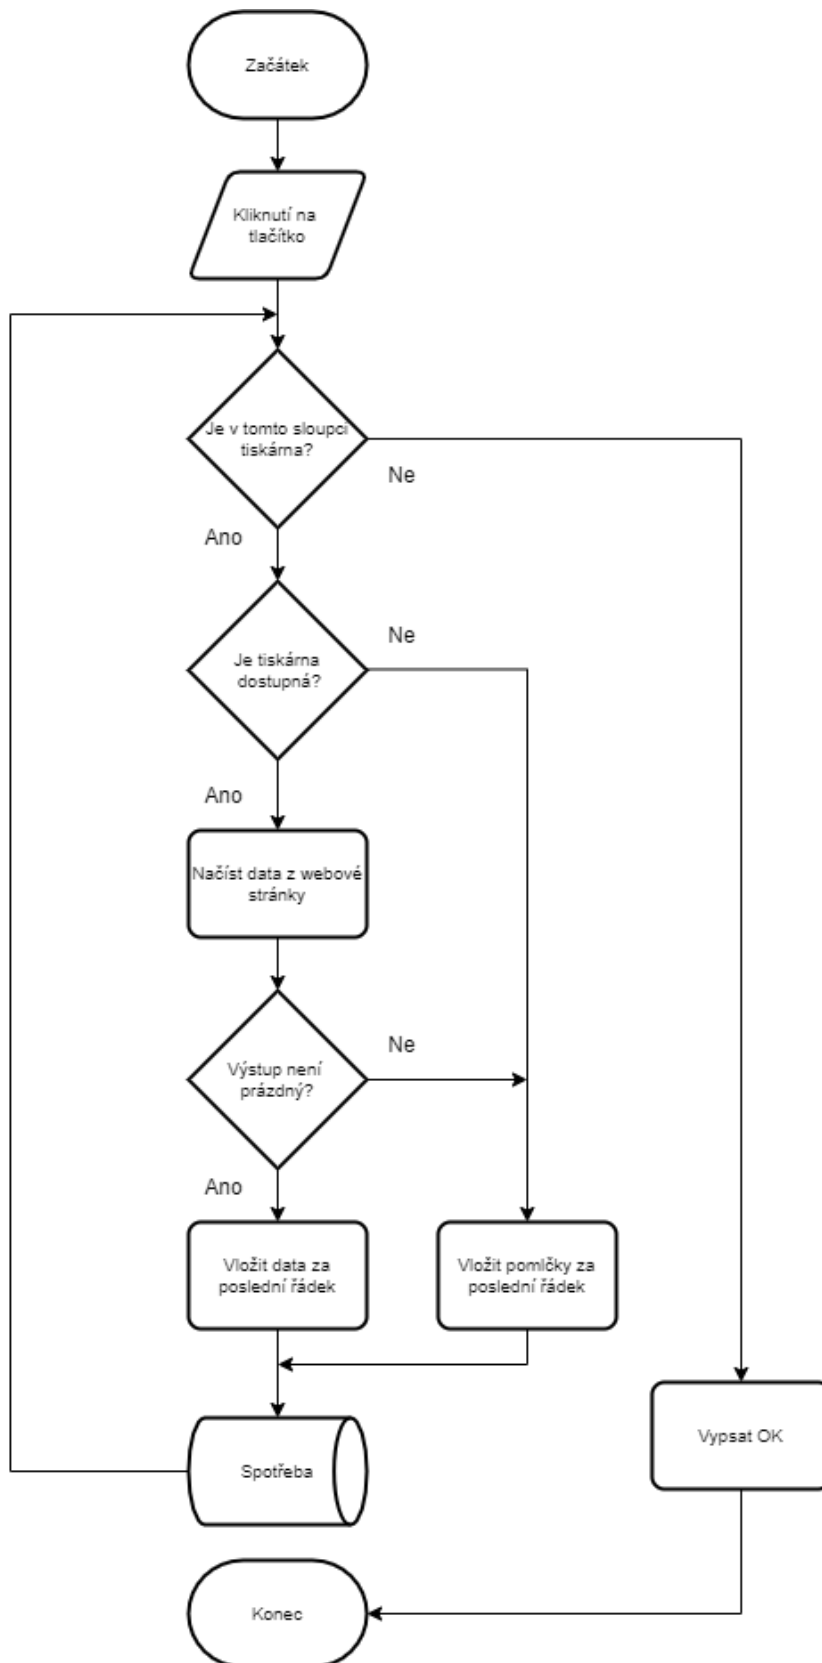 Začátek
Kliknutí na
tlačítko
Je v tomto sloupci
tiskárna?
Ne
Ano
Ne
Je tiskárna
dostupná?
Ano
Načíst data z webové
stránky
Ne
Výstup není
prázdný?
Ano
Vložit data za
poslední řádek
Vložit pomlčky za
poslední řádek
Vypsat OK
Spotřeba
Konec